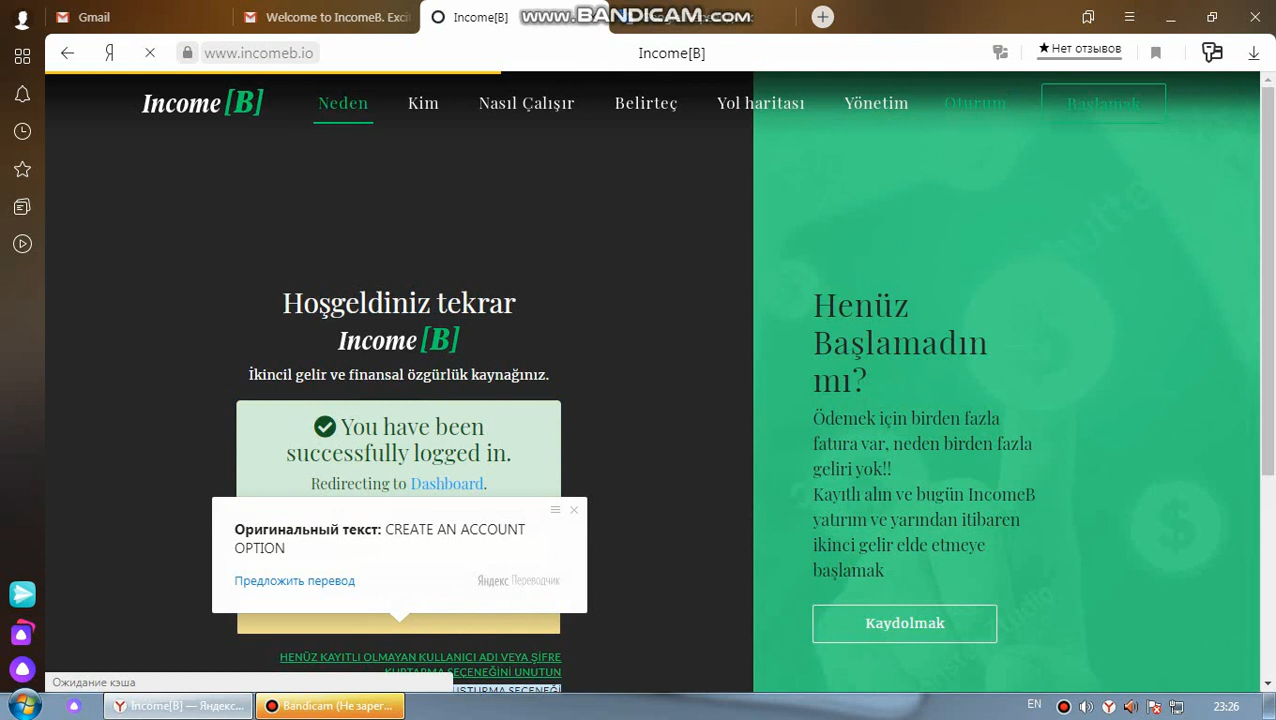 Gmail
Welcome to IncomeB. Excit
Income[B]
www.BANDICAM.com
www.incomeb.io
Income[B]
★Нет отзывов
Income [B]
Neden
Kim
Nasıl Çalışır
Belirteç
Yol haritası
Yönetim
Oturum
Başlamak
Hoşgeldiniz tekrar
Income [B]
İkincil gelir ve finansal özgürlük kaynağınız.
You have been
successfully logged in.
Redirecting to Dashboard.
Оригинальный текст: CREATE AN ACCOUNT
OPTION
Предложить перевод
Яндекс Переводчик
HENÜZ KAYITLI OLMAYAN KULLANICI ADI VEYA ŞİFRE
KURTARMA SEÇENEĞİNİ UNUTUN
UŞTURMA SEÇENEĞİ
Henüz
Başlamadın
mı?
Ödemek için birden fazla
fatura var, neden birden fazla
geliri yok!!
Kayıtlı alın ve bugün IncomeB
yatırım ve yarından itibaren
ikinci gelir elde etmeye
başlamak
Kaydolmak
Ожидание кэша
Income[B] — Яндекс...
Bandicam (Не зарег...
EN
23:26